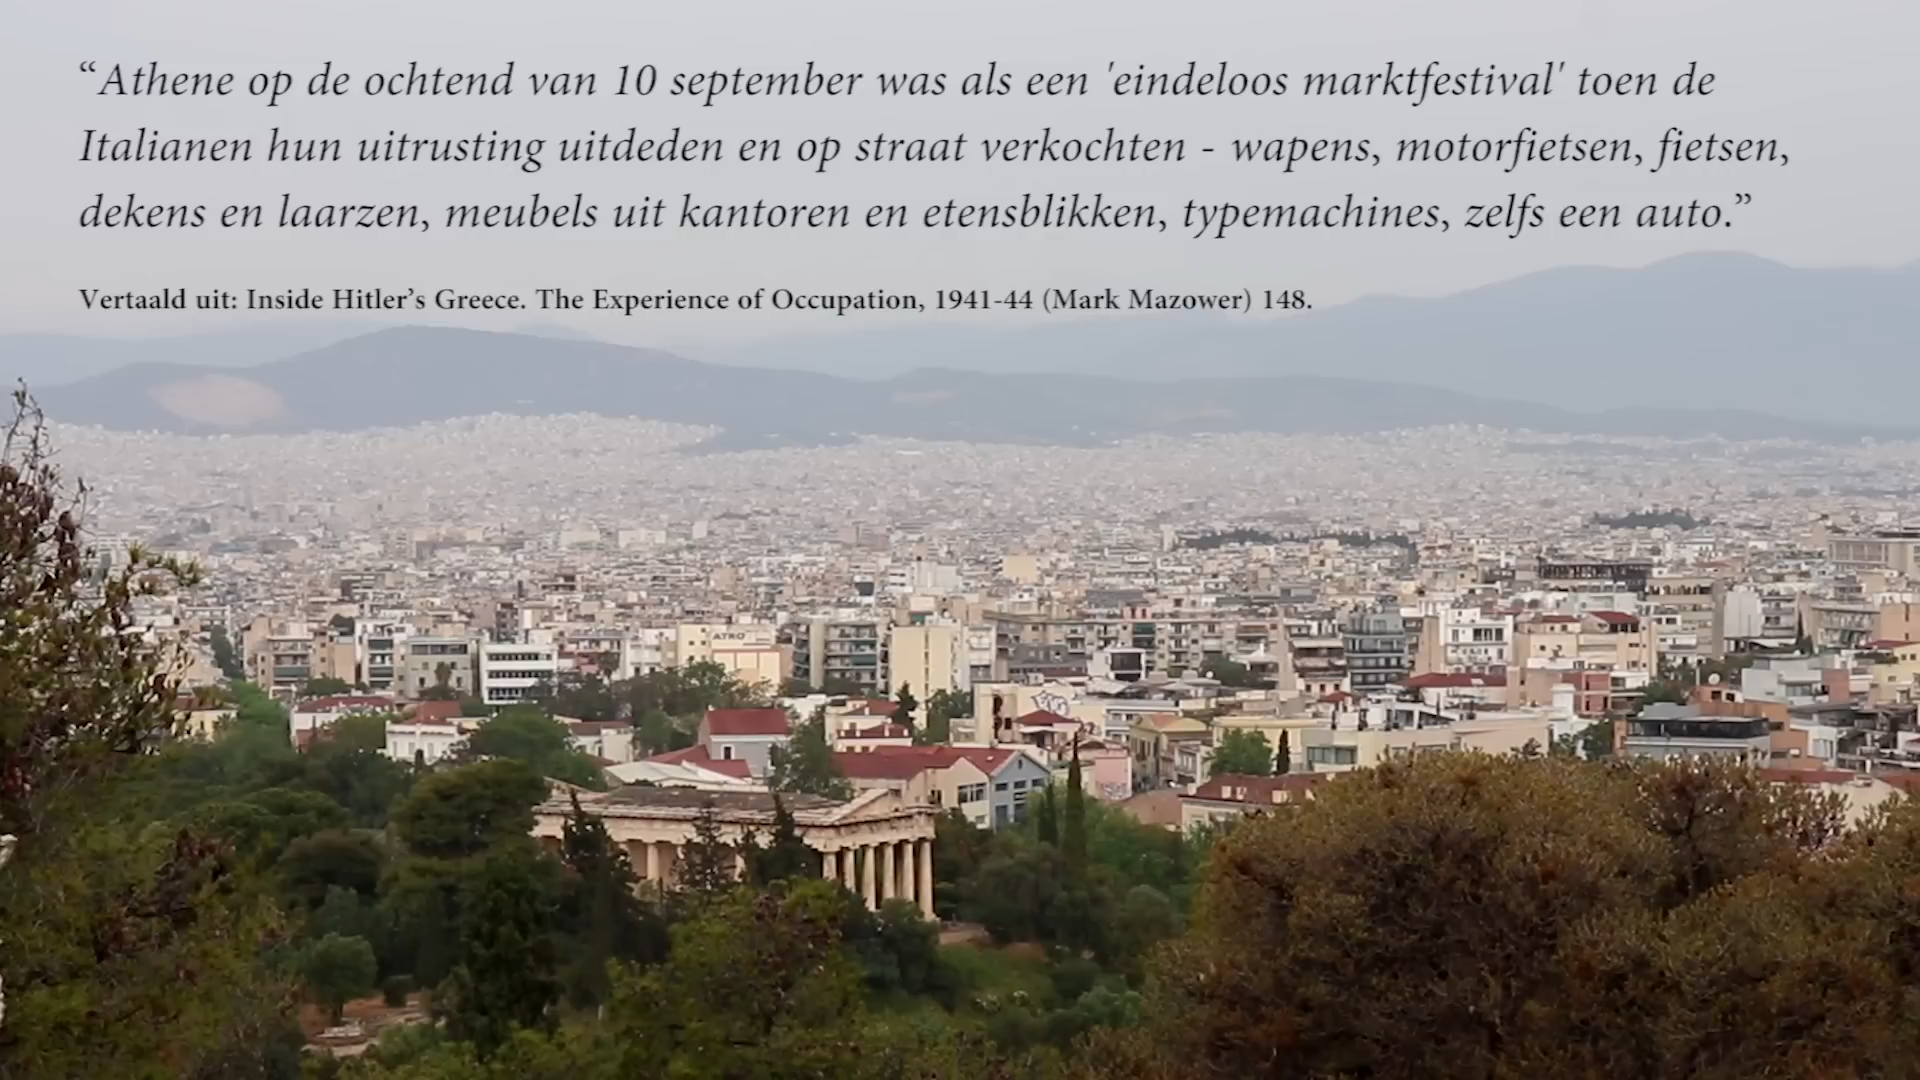 “Athene op de ochtend van 10 september was als een 'eindeloos marktfestival' toen de
Italianen hun uitrusting uitdeden en op straat verkochten - wapens, motorfietsen, fietsen,
dekens en laarzen, meubels uit kantoren en etensblikken, typemachines, zelfs een auto.”
Vertaald uit: Inside Hitler’s Greece. The Experience of Occupation, 1941-44 (Mark Mazower) 148.
ATRO